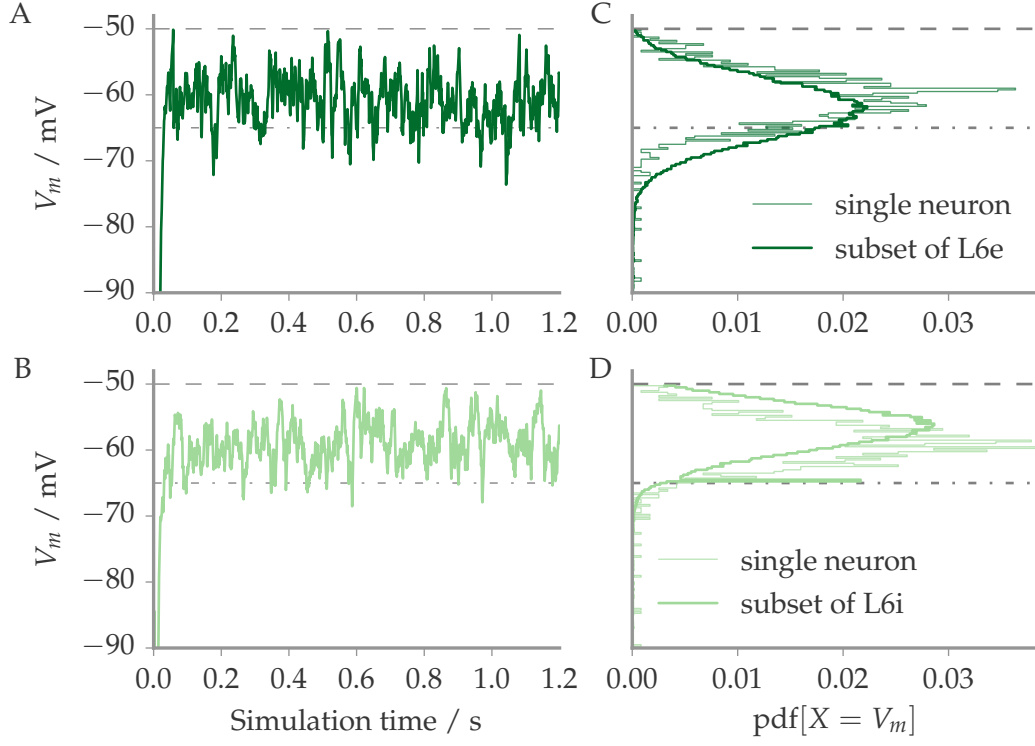 A
−50
−60
−70
−80
−90
V_m / mV
0.0 0.2 0.4 0.6 0.8 1.0 1.2
C
single neuron
subset of L6e
0.00 0.01 0.02 0.03
B
−50
−60
−70
−80
−90
V_m / mV
0.0 0.2 0.4 0.6 0.8 1.0 1.2
Simulation time / s
D
single neuron
subset of L6i
0.00 0.01 0.02 0.03
pdf[X = V_m]